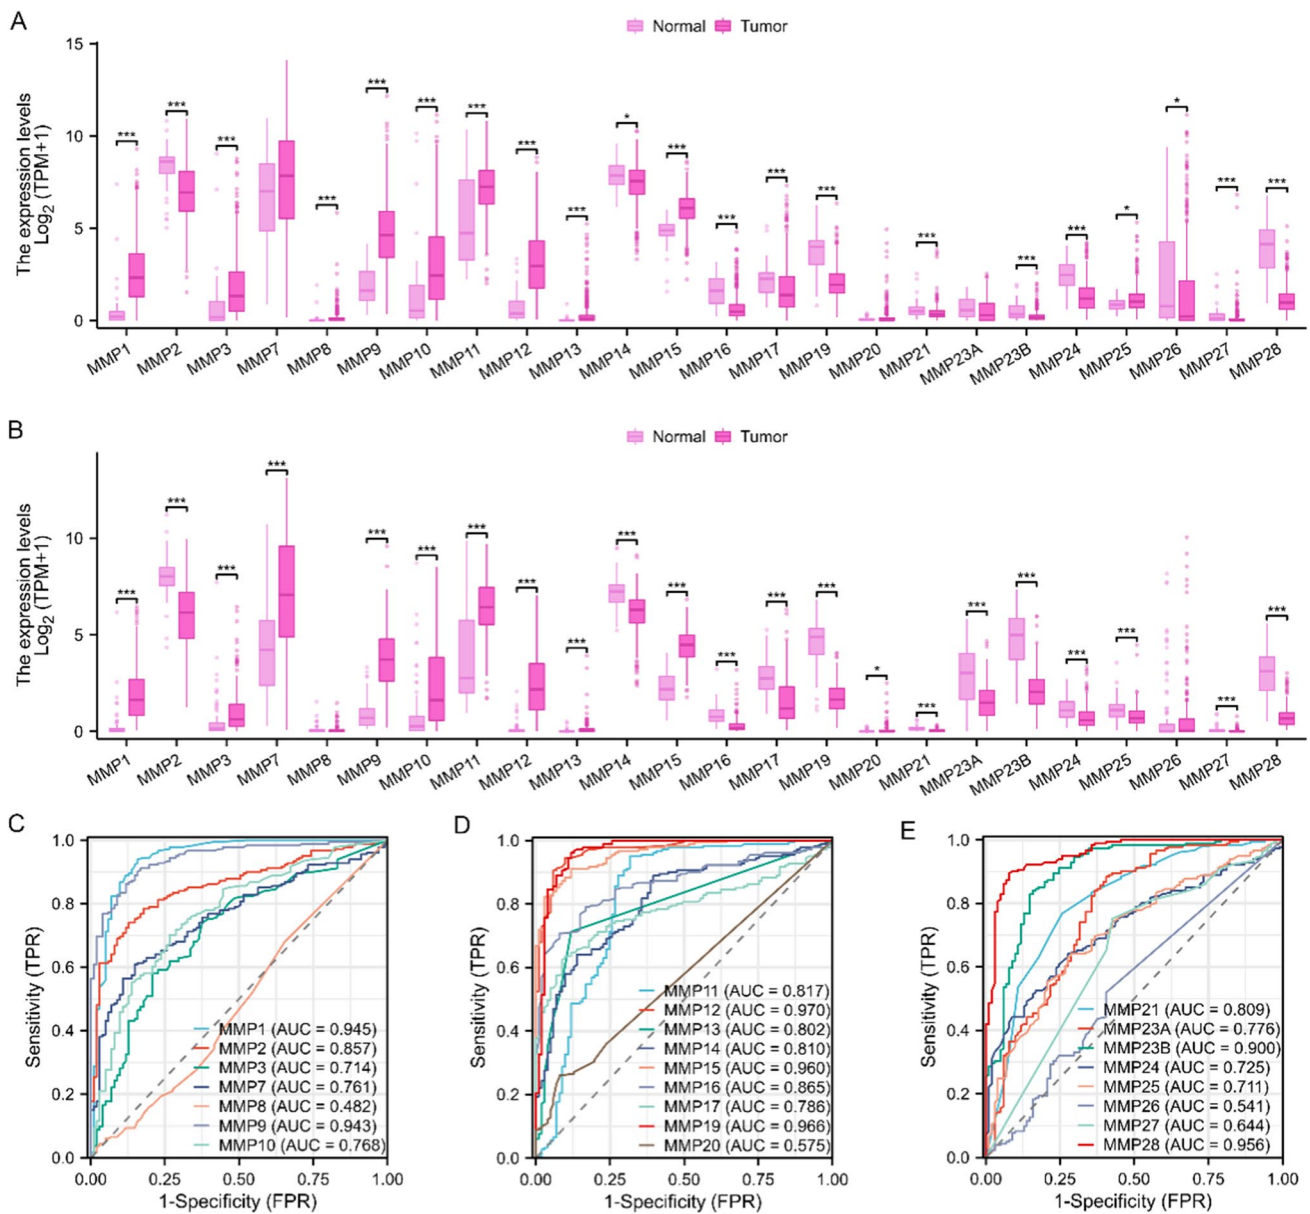 A
Normal Tumor
The expression levels
Log2 (TPM+1)
15
10
5
0
*** *** *** *** *** *** *** *** *** * *** *** *** *** *** *** *** * * *** ***
MMP1 MMP2 MMP3 MMP7 MMP8 MMP9 MMP10 MMP11 MMP12 MMP13 MMP14 MMP15 MMP16 MMP17 MMP19 MMP20 MMP21 MMP23A MMP23B MMP24 MMP25 MMP26 MMP27 MMP28
B
Normal Tumor
The expression levels
Log2 (TPM+1)
10
5
0
*** *** *** *** *** *** *** *** *** *** *** *** *** *** * *** *** *** *** *** *** ***
MMP1 MMP2 MMP3 MMP7 MMP8 MMP9 MMP10 MMP11 MMP12 MMP13 MMP14 MMP15 MMP16 MMP17 MMP19 MMP20 MMP21 MMP23A MMP23B MMP24 MMP25 MMP26 MMP27 MMP28
C
Sensitivity (TPR)
1.0
0.8
0.6
0.4
0.2
0.0
MMP1 (AUC = 0.945)
MMP2 (AUC = 0.857)
MMP3 (AUC = 0.714)
MMP7 (AUC = 0.761)
MMP8 (AUC = 0.482)
MMP9 (AUC = 0.943)
MMP10 (AUC = 0.768)
0.00 0.25 0.50 0.75 1.00
1-Specificity (FPR)
D
Sensitivity (TPR)
1.0
0.8
0.6
0.4
0.2
0.0
MMP11 (AUC = 0.817)
MMP12 (AUC = 0.970)
MMP13 (AUC = 0.802)
MMP14 (AUC = 0.810)
MMP15 (AUC = 0.960)
MMP16 (AUC = 0.865)
MMP17 (AUC = 0.786)
MMP19 (AUC = 0.966)
MMP20 (AUC = 0.575)
0.00 0.25 0.50 0.75 1.00
1-Specificity (FPR)
E
Sensitivity (TPR)
1.0
0.8
0.6
0.4
0.2
0.0
MMP21 (AUC = 0.809)
MMP23A (AUC = 0.776)
MMP23B (AUC = 0.900)
MMP24 (AUC = 0.725)
MMP25 (AUC = 0.711)
MMP26 (AUC = 0.541)
MMP27 (AUC = 0.644)
MMP28 (AUC = 0.956)
0.00 0.25 0.50 0.75 1.00
1-Specificity (FPR)